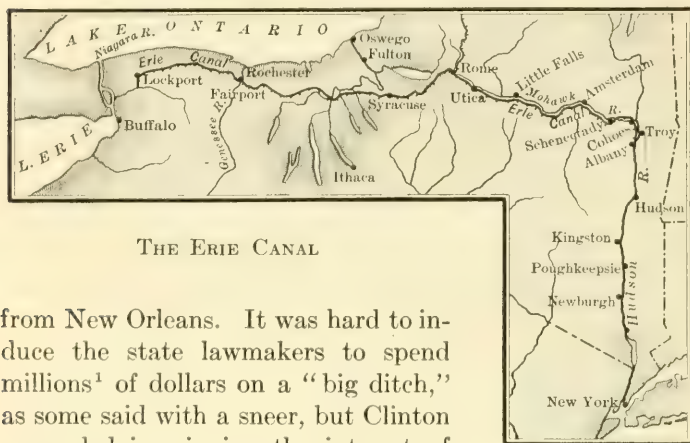 LAKE ONTARIO
Niagara R.
Oswego
Fulton
Erie Canal
Lockport
Rochester
Fairport
Genesee R.
Rome
Little Falls
Utica
Mohawk R.
Amsterdam
Erie Canal
Syracuse
Schenectady
Cohoes
Troy
Albany
Buffalo
L. ERIE
Ithaca
Hudson R.
Hudson
Kingston
Poughkeepsie
Newburgh
New York
THE ERIE CANAL
from New Orleans. It was hard to in-
duce the state lawmakers to spend
millions¹ of dollars on a "big ditch,"
as some said with a sneer, but Clinton